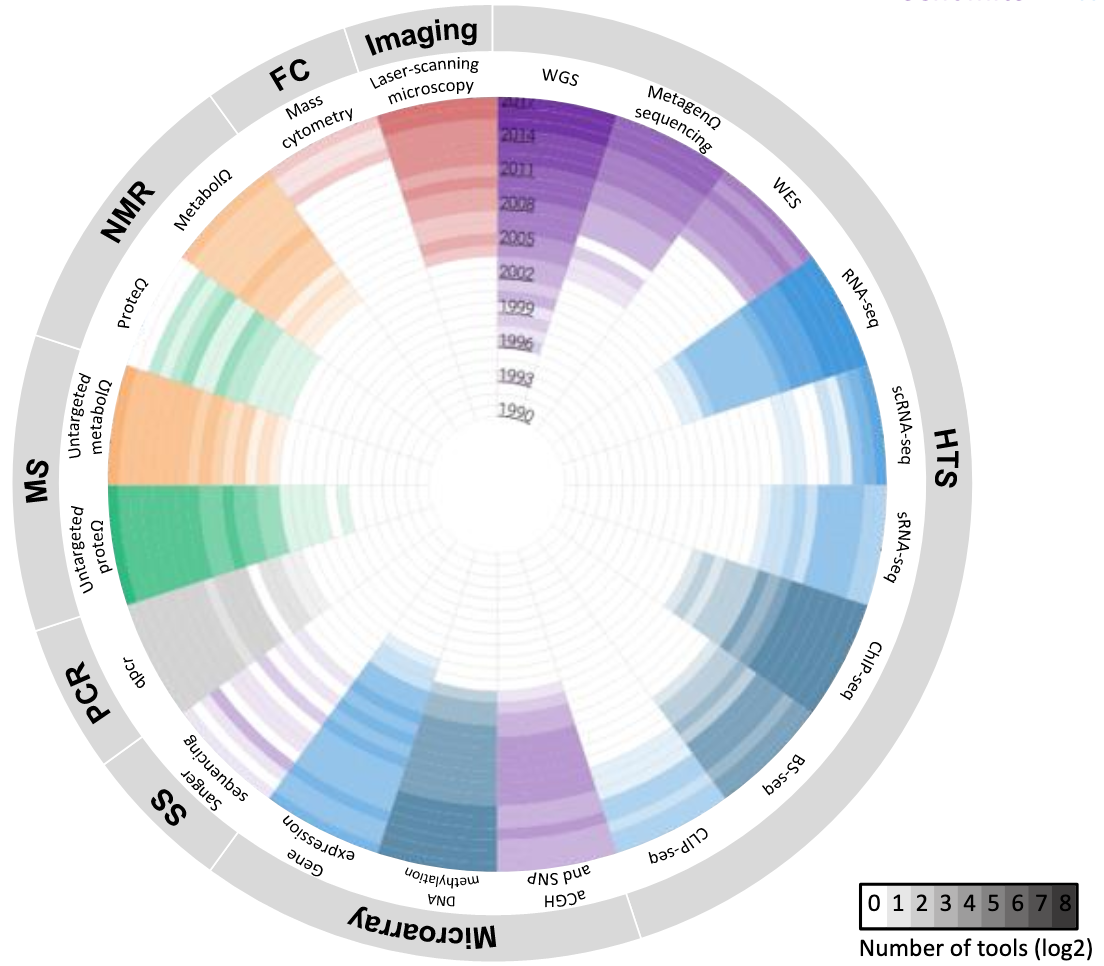 Imaging
FC
NMR
MS
PCR
SS
Microarray
HTS
Laser-scanning
microscopy
WGS
MetagenΩ
sequencing
WES
RNA-seq
scRNA-seq
sRNA-seq
ChIP-seq
BS-seq
CLIP-seq
aCGH
and SNP
DNA
methylation
Gene
expression
Sanger
sequencing
qpcr
Untargeted
proteΩ
Untargeted
metabolΩ
ProteΩ
MetabolΩ
Mass
cytometry
2017
2014
2011
2008
2005
2002
1999
1996
1993
1990
0 1 2 3 4 5 6 7 8
Number of tools (log2)